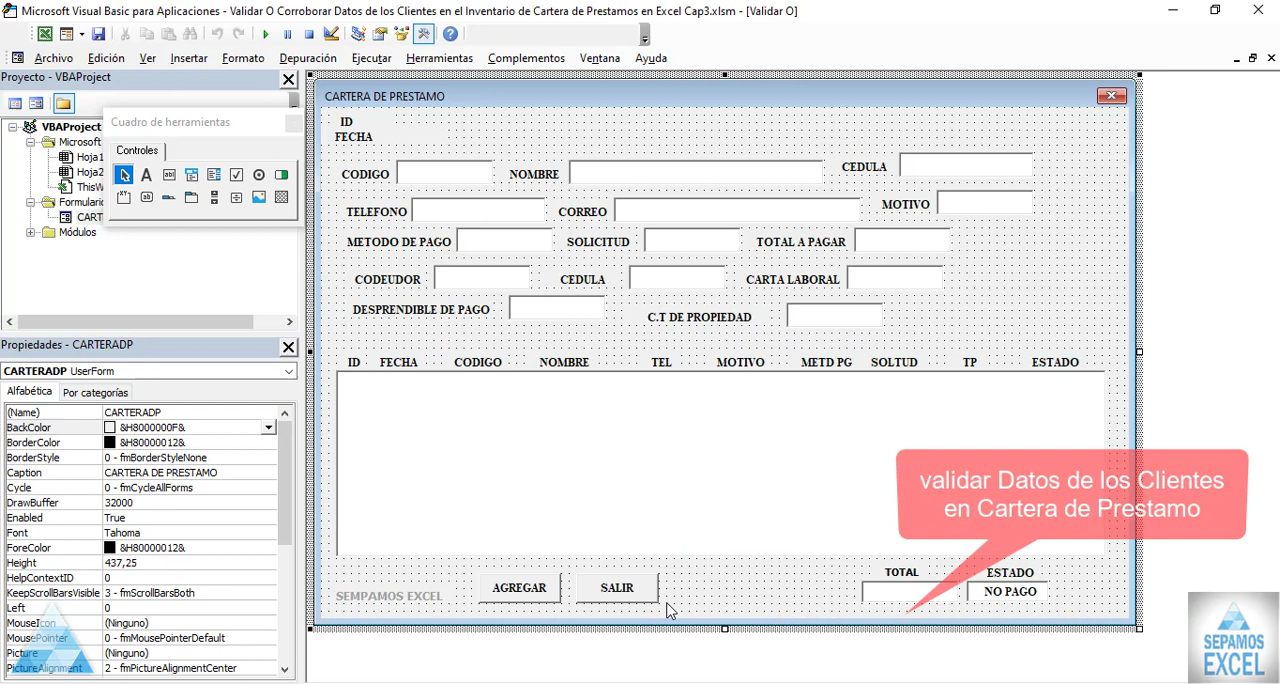 Microsoft Visual Basic para Aplicaciones - Validar O Corroborar Datos de los Clientes en el Inventario de Cartera de Prestamos en Excel Cap3.xlsm - [Validar O]
Archivo Edición Ver Insertar Formato Depuración Ejecutar Herramientas Complementos Ventana Ayuda
Proyecto - VBAProject
VBAProject
Microsoft
Hoja1
Hoja2
ThisW
Formularic
CART
Módulos
Cuadro de herramientas
Controles
Propiedades - CARTERADP
CARTERADP UserForm
Alfabética Por categorías
(Name) CARTERADP
BackColor &H8000000F&
BorderColor &H80000012&
BorderStyle 0 - fmBorderStyleNone
Caption CARTERA DE PRESTAMO
Cycle 0 - fmCycleAllForms
DrawBuffer 32000
Enabled True
Font Tahoma
ForeColor &H80000012&
Height 437,25
HelpContextID 0
KeepScrollBarsVisible 3 - fmScrollBarsBoth
Left 0
MouseIcon (Ninguno)
MousePointer 0 - fmMousePointerDefault
Picture (Ninguno)
PictureAlignment 2 - fmPictureAlignmentCenter
CARTERA DE PRESTAMO
ID
FECHA
CODIGO NOMBRE CEDULA
TELEFONO CORREO MOTIVO
METODO DE PAGO SOLICITUD TOTAL A PAGAR
CODEUDOR CEDULA CARTA LABORAL
DESPRENDIBLE DE PAGO C.T DE PROPIEDAD
ID FECHA CODIGO NOMBRE TEL MOTIVO METD PG SOLTUD TP ESTADO
validar Datos de los Clientes
en Cartera de Prestamo
TOTAL ESTADO
SEMPAMOS EXCEL AGREGAR SALIR NO PAGO
SEPAMOS
EXCEL